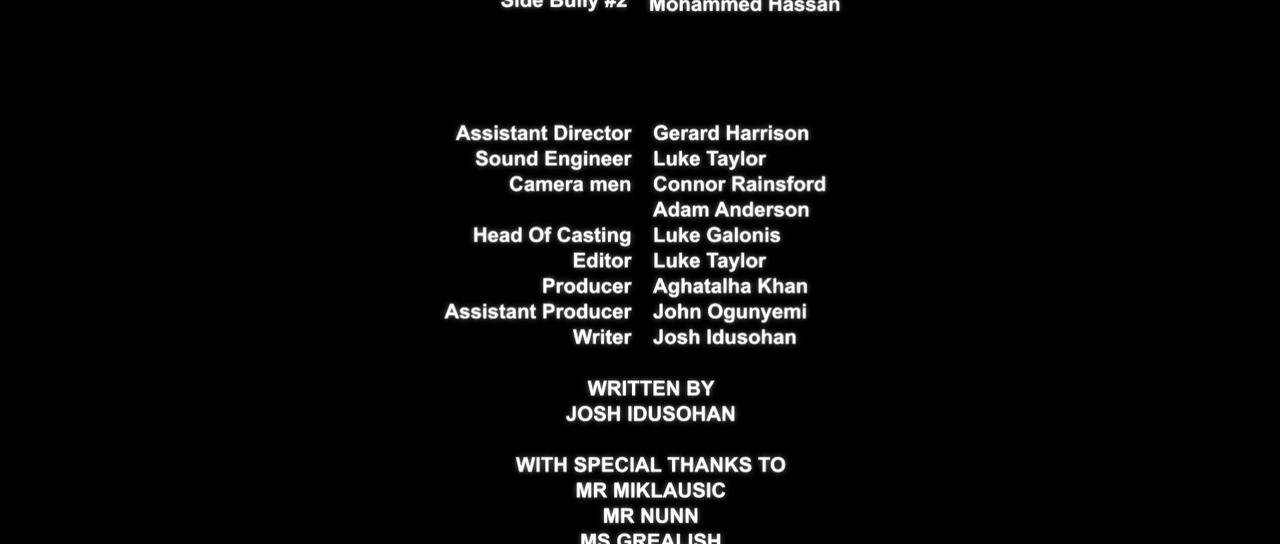 Side Bully #2 Mohammed Hassan
Assistant Director Gerard Harrison
Sound Engineer Luke Taylor
Camera men Connor Rainsford
Adam Anderson
Head Of Casting Luke Galonis
Editor Luke Taylor
Producer Aghatalha Khan
Assistant Producer John Ogunyemi
Writer Josh Idusohan
WRITTEN BY
JOSH IDUSOHAN
WITH SPECIAL THANKS TO
MR MIKLAUSIC
MR NUNN
MS GREALISH